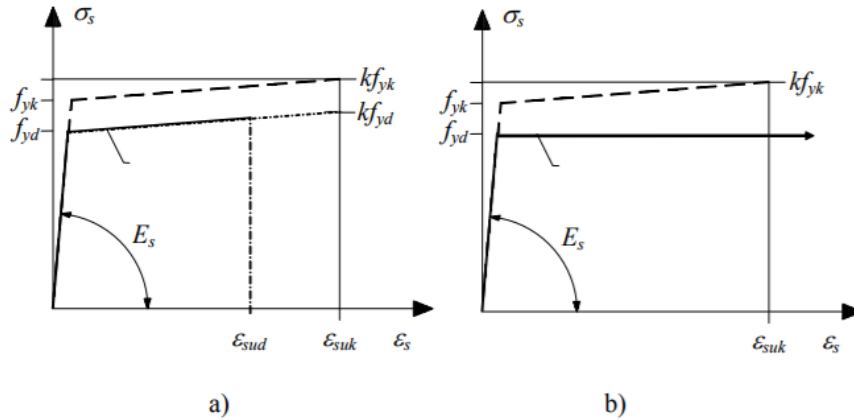 σs
kfyk
fyk
kfyd
fyd
Es
εsud
εsuk
εs
a)
σs
kfyk
fyk
fyd
Es
εsuk
εs
b)